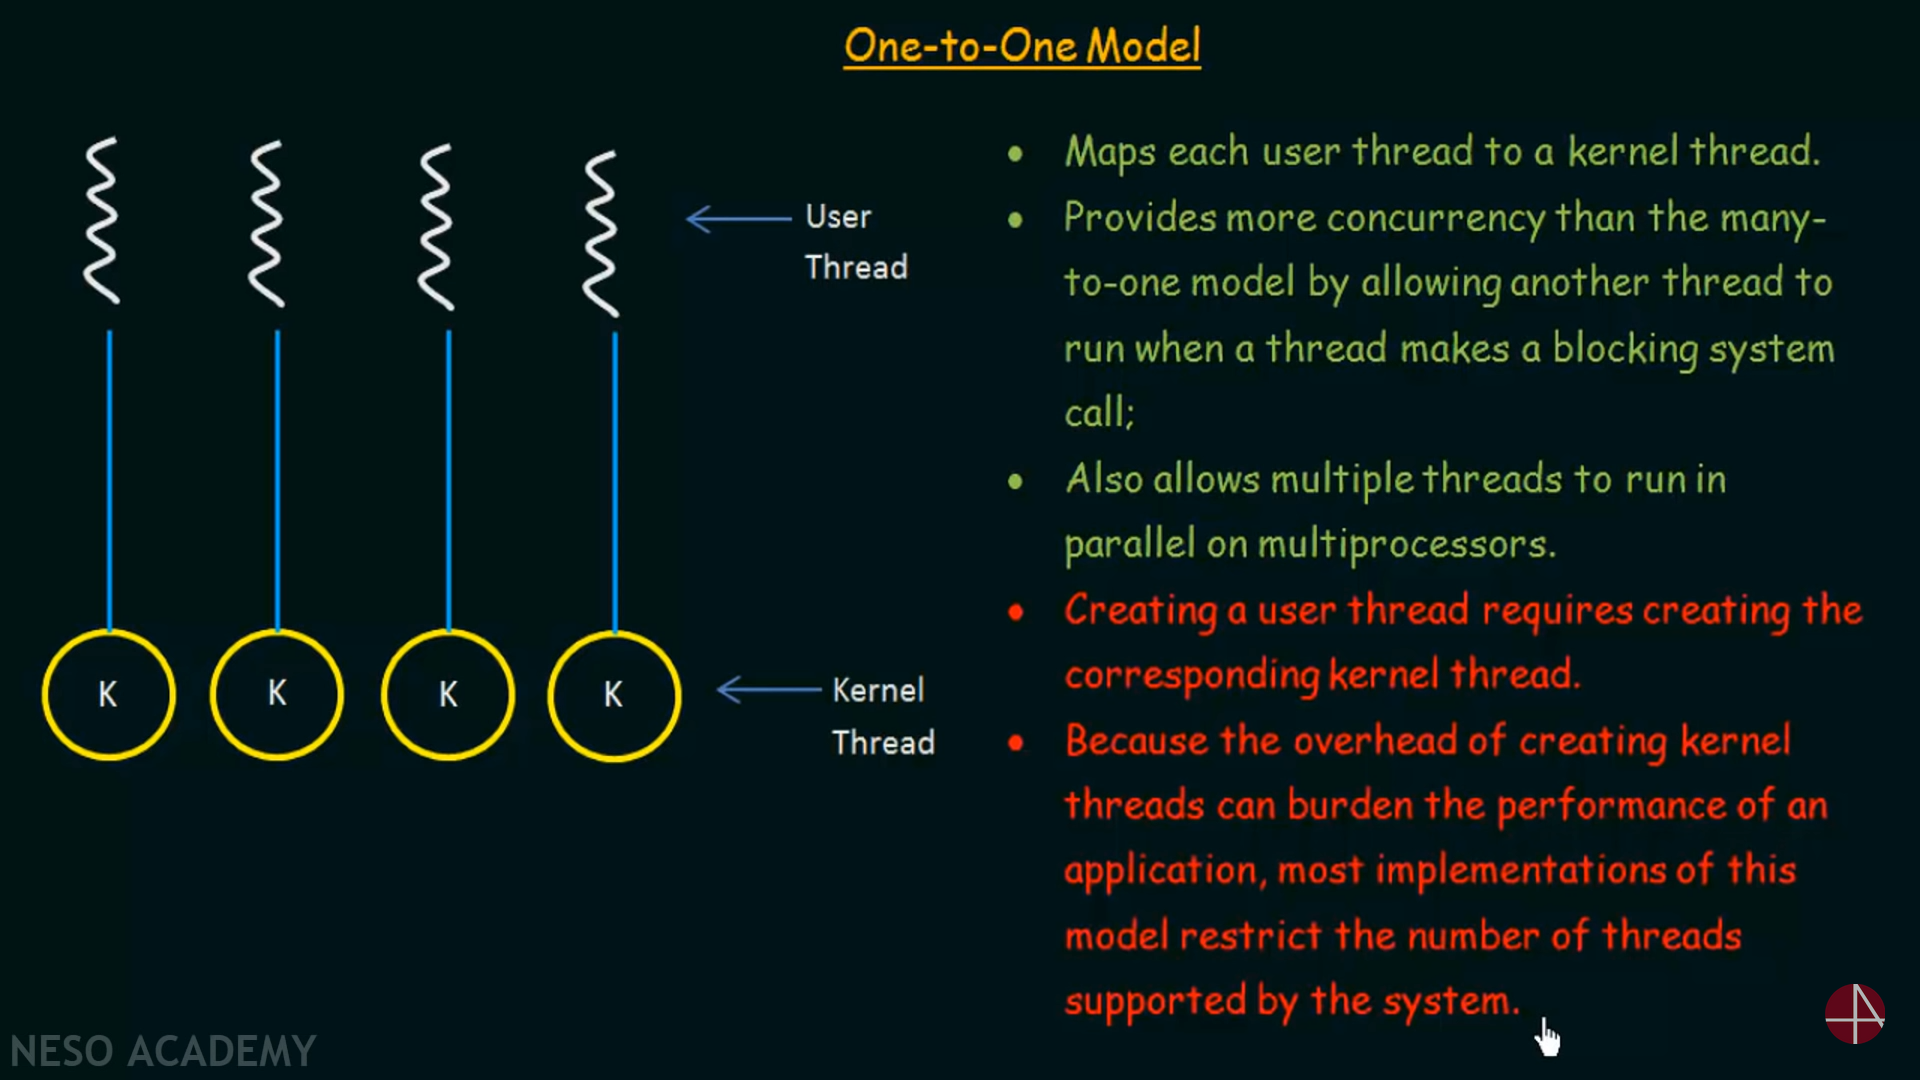 One-to-One Model
User
Thread
K
K
K
K
Kernel
Thread
• Maps each user thread to a kernel thread.
• Provides more concurrency than the many-
to-one model by allowing another thread to
run when a thread makes a blocking system
call;
• Also allows multiple threads to run in
parallel on multiprocessors.
• Creating a user thread requires creating the
corresponding kernel thread.
• Because the overhead of creating kernel
threads can burden the performance of an
application, most implementations of this
model restrict the number of threads
supported by the system.
NESO ACADEMY